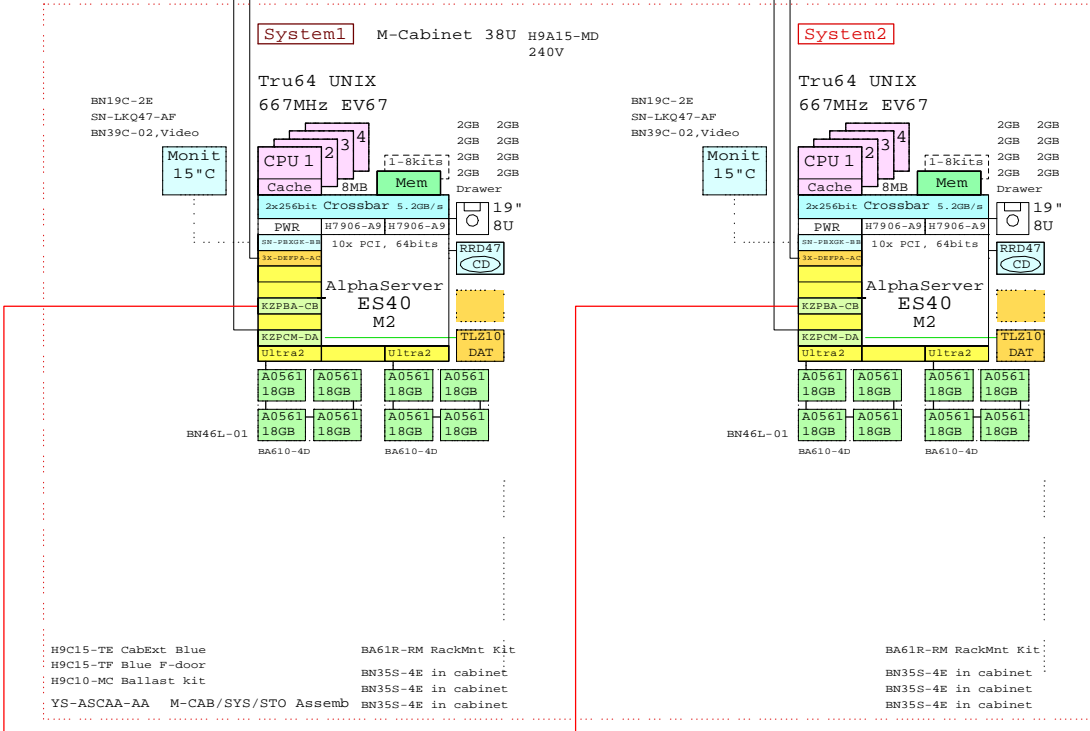 System1 M-Cabinet 38U H9A15-MD
240V
Tru64 UNIX
667MHz EV67
BN19C-2E
SN-LKQ47-AF
BN39C-02,Video
Monit
15"C
CPU 1
2
3
4
Cache
8MB
1-8kits
Mem
2GB 2GB
2GB 2GB
2GB 2GB
2GB 2GB
Drawer
19"
8U
2x256bit Crossbar 5.2GB/s
PWR H7906-A9 H7906-A9
SN-PBXGK-BB
10x PCI, 64bits
3X-DEFPA-AC
RRD47
CD
AlphaServer
ES40
M2
KZPBA-CB
KZPCM-DA
TLZ10
DAT
Ultra2 Ultra2
A0561 A0561 A0561 A0561
18GB 18GB 18GB 18GB
A0561 A0561 A0561 A0561
18GB 18GB 18GB 18GB
BN46L-01
BA610-4D BA610-4D
H9C15-TE CabExt Blue
H9C15-TF Blue F-door
H9C10-MC Ballast kit
YS-ASCAA-AA M-CAB/SYS/STO Assemb
BA61R-RM RackMnt Kit
BN35S-4E in cabinet
BN35S-4E in cabinet
BN35S-4E in cabinet
System2
Tru64 UNIX
667MHz EV67
BN19C-2E
SN-LKQ47-AF
BN39C-02,Video
Monit
15"C
CPU 1
2
3
4
Cache
8MB
1-8kits
Mem
2GB 2GB
2GB 2GB
2GB 2GB
2GB 2GB
Drawer
19"
8U
2x256bit Crossbar 5.2GB/s
PWR H7906-A9 H7906-A9
SN-PBXGK-BB
10x PCI, 64bits
3X-DEFPA-AC
RRD47
CD
AlphaServer
ES40
M2
KZPBA-CB
KZPCM-DA
TLZ10
DAT
Ultra2 Ultra2
A0561 A0561 A0561 A0561
18GB 18GB 18GB 18GB
A0561 A0561 A0561 A0561
18GB 18GB 18GB 18GB
BN46L-01
BA610-4D BA610-4D
BA61R-RM RackMnt Kit
BN35S-4E in cabinet
BN35S-4E in cabinet
BN35S-4E in cabinet